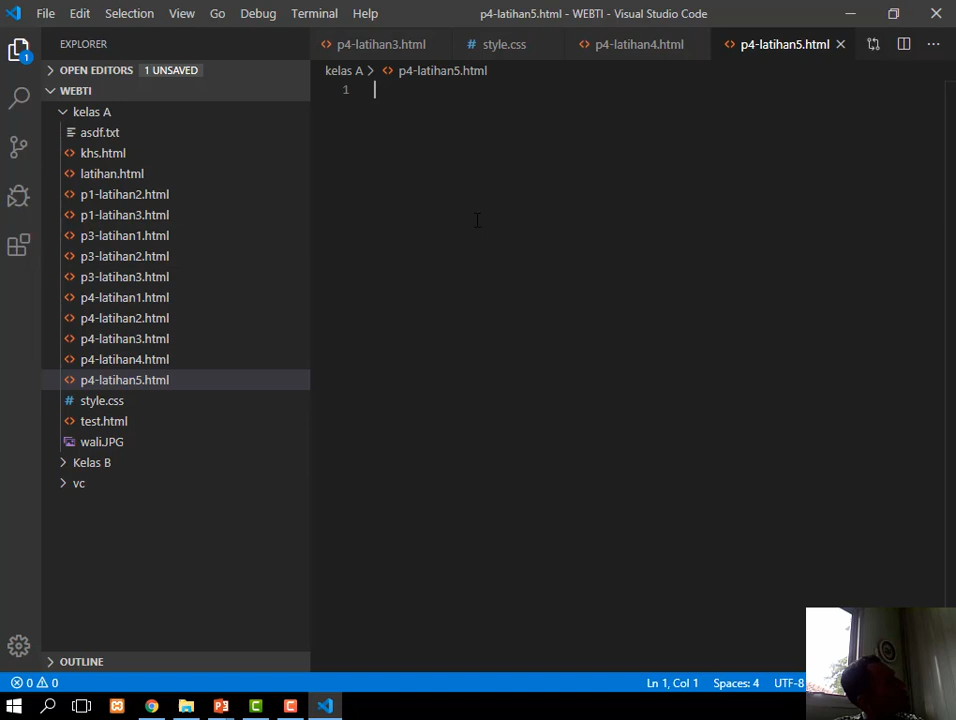 File Edit Selection View Go Debug Terminal Help p4-latihan5.html - WEBTI - Visual Studio Code
EXPLORER p4-latihan3.html # style.css p4-latihan4.html p4-latihan5.html
OPEN EDITORS 1 UNSAVED kelas A > p4-latihan5.html
WEBTI 1
kelas A
asdf.txt
khs.html
latihan.html
p1-latihan2.html
p1-latihan3.html
p3-latihan1.html
p3-latihan2.html
p3-latihan3.html
p4-latihan1.html
p4-latihan2.html
p4-latihan3.html
p4-latihan4.html
p4-latihan5.html
# style.css
test.html
wali.JPG
Kelas B
vc
OUTLINE
0 0 Ln 1, Col 1 Spaces: 4 UTF-8